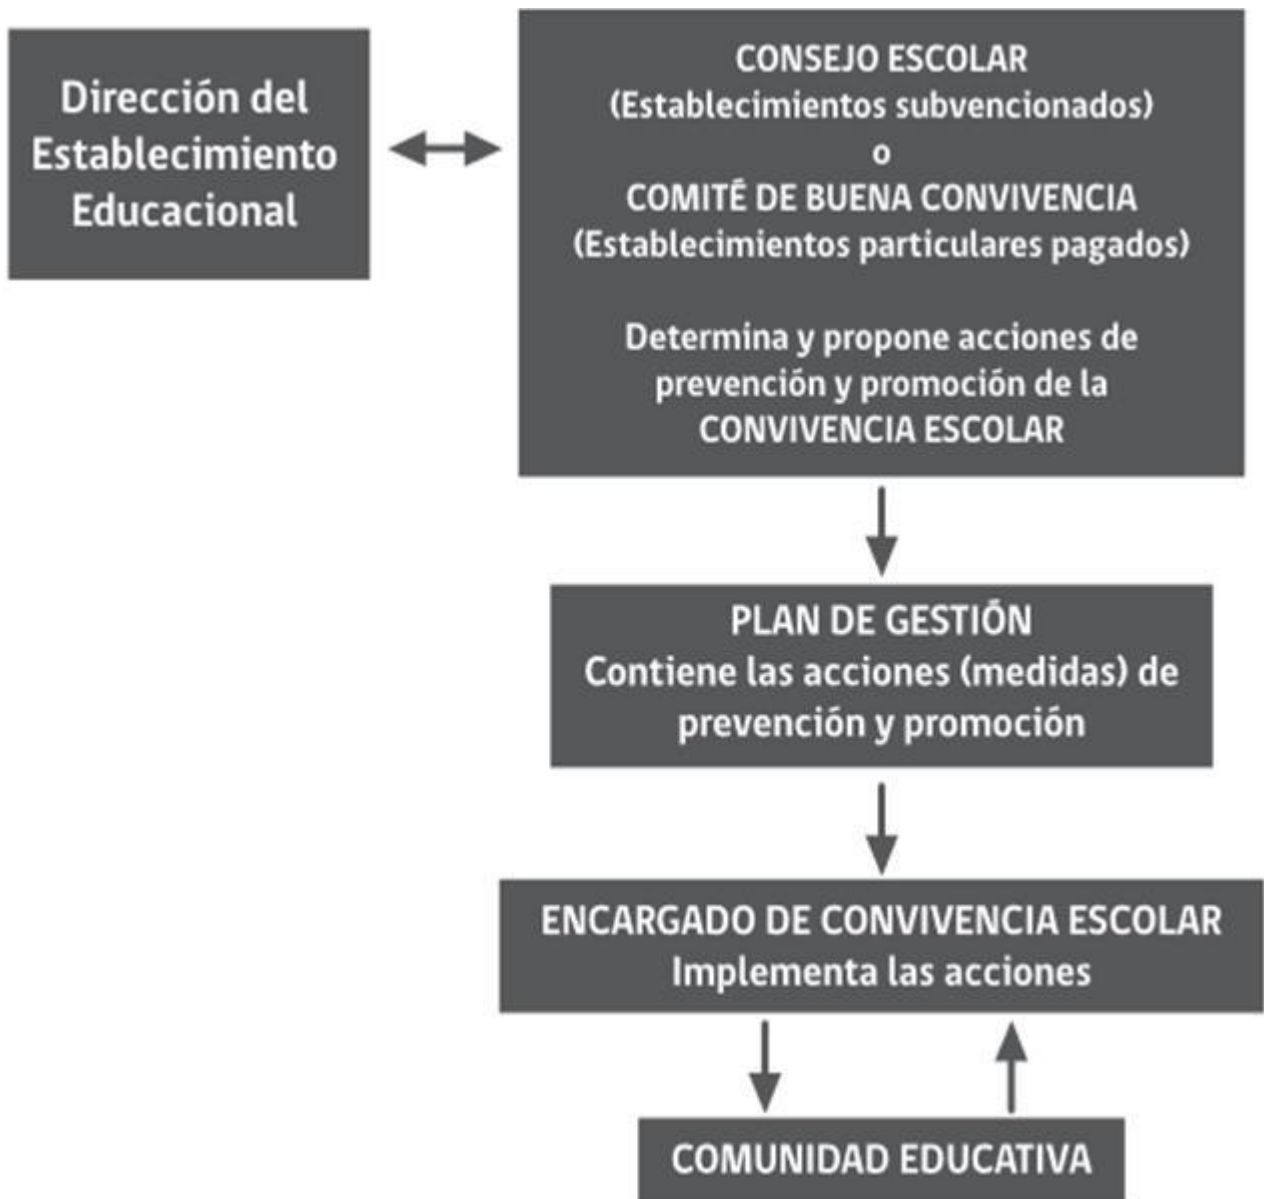 Dirección del
Establecimiento
Educacional
CONSEJO ESCOLAR
(Establecimientos subvencionados)
o
COMITÉ DE BUENA CONVIVENCIA
(Establecimientos particulares pagados)
Determina y propone acciones de
prevención y promoción de la
CONVIVENCIA ESCOLAR
PLAN DE GESTIÓN
Contiene las acciones (medidas) de
prevención y promoción
ENCARGADO DE CONVIVENCIA ESCOLAR
Implementa las acciones
COMUNIDAD EDUCATIVA